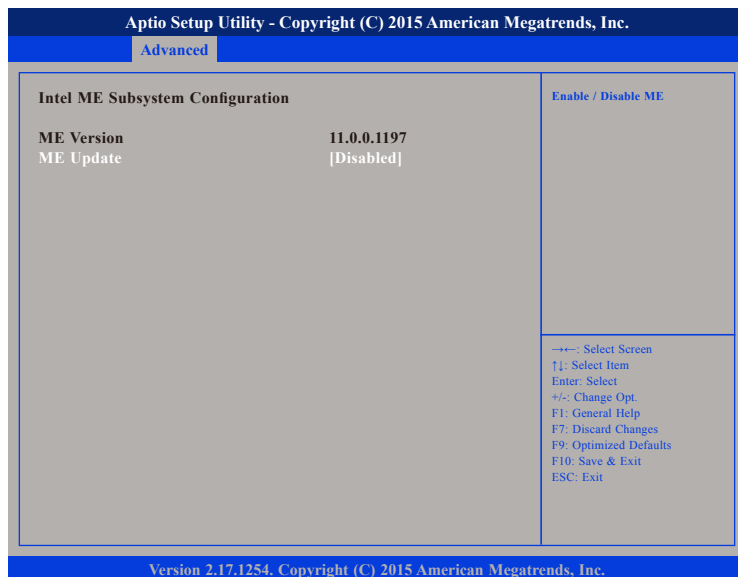 Aptio Setup Utility - Copyright (C) 2015 American Megatrends, Inc.
Advanced
Intel ME Subsystem Configuration
ME Version 11.0.0.1197
ME Update [Disabled]
Enable / Disable ME
→←: Select Screen
↑↓: Select Item
Enter: Select
+/-: Change Opt.
F1: General Help
F7: Discard Changes
F9: Optimized Defaults
F10: Save & Exit
ESC: Exit
Version 2.17.1254. Copyright (C) 2015 American Megatrends, Inc.